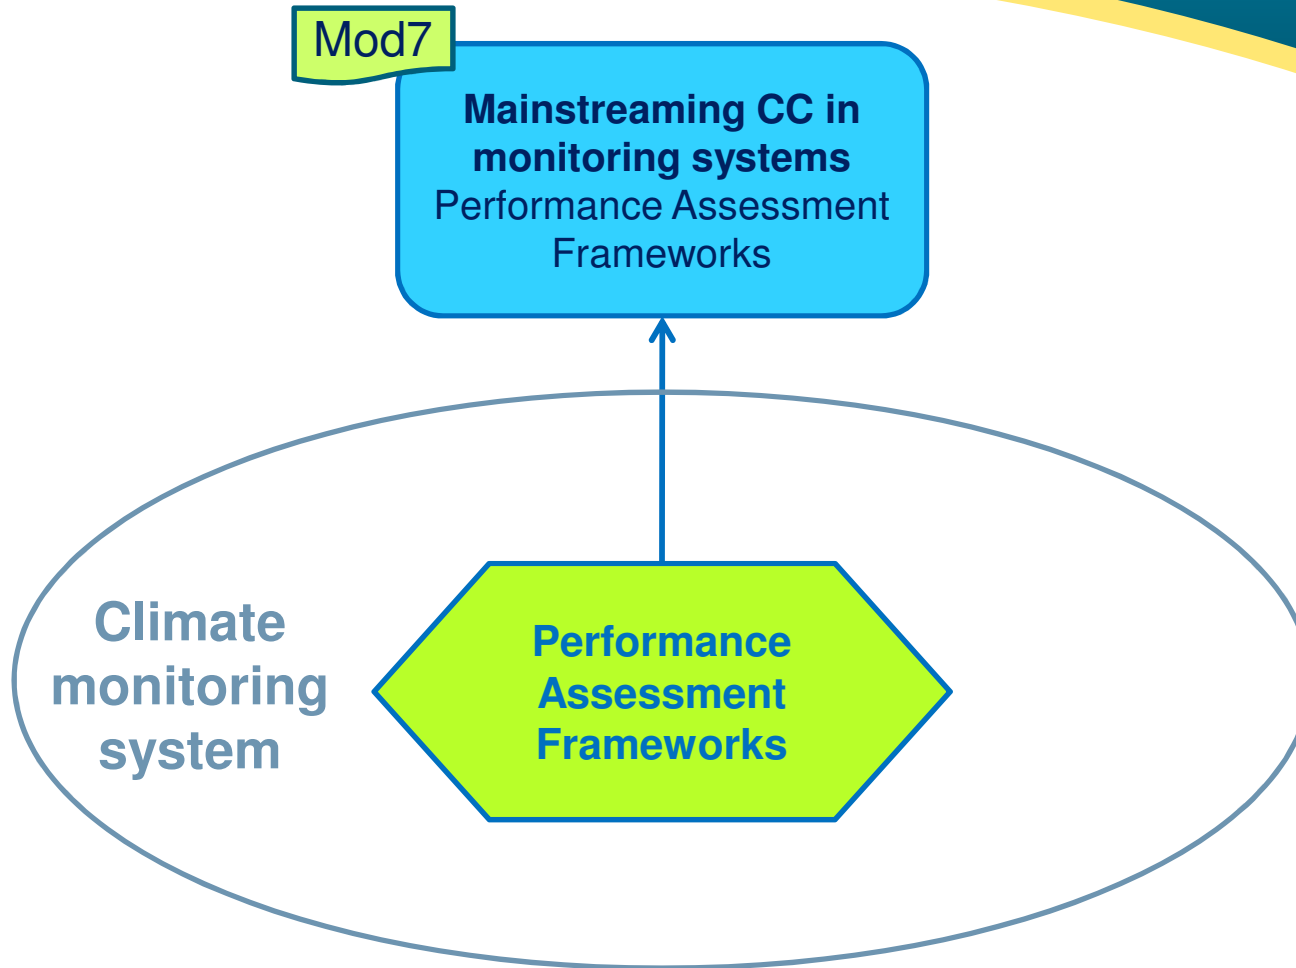 Mod7
Mainstreaming CC in
monitoring systems
Performance Assessment
Frameworks
Climate
monitoring
system
Performance
Assessment
Frameworks